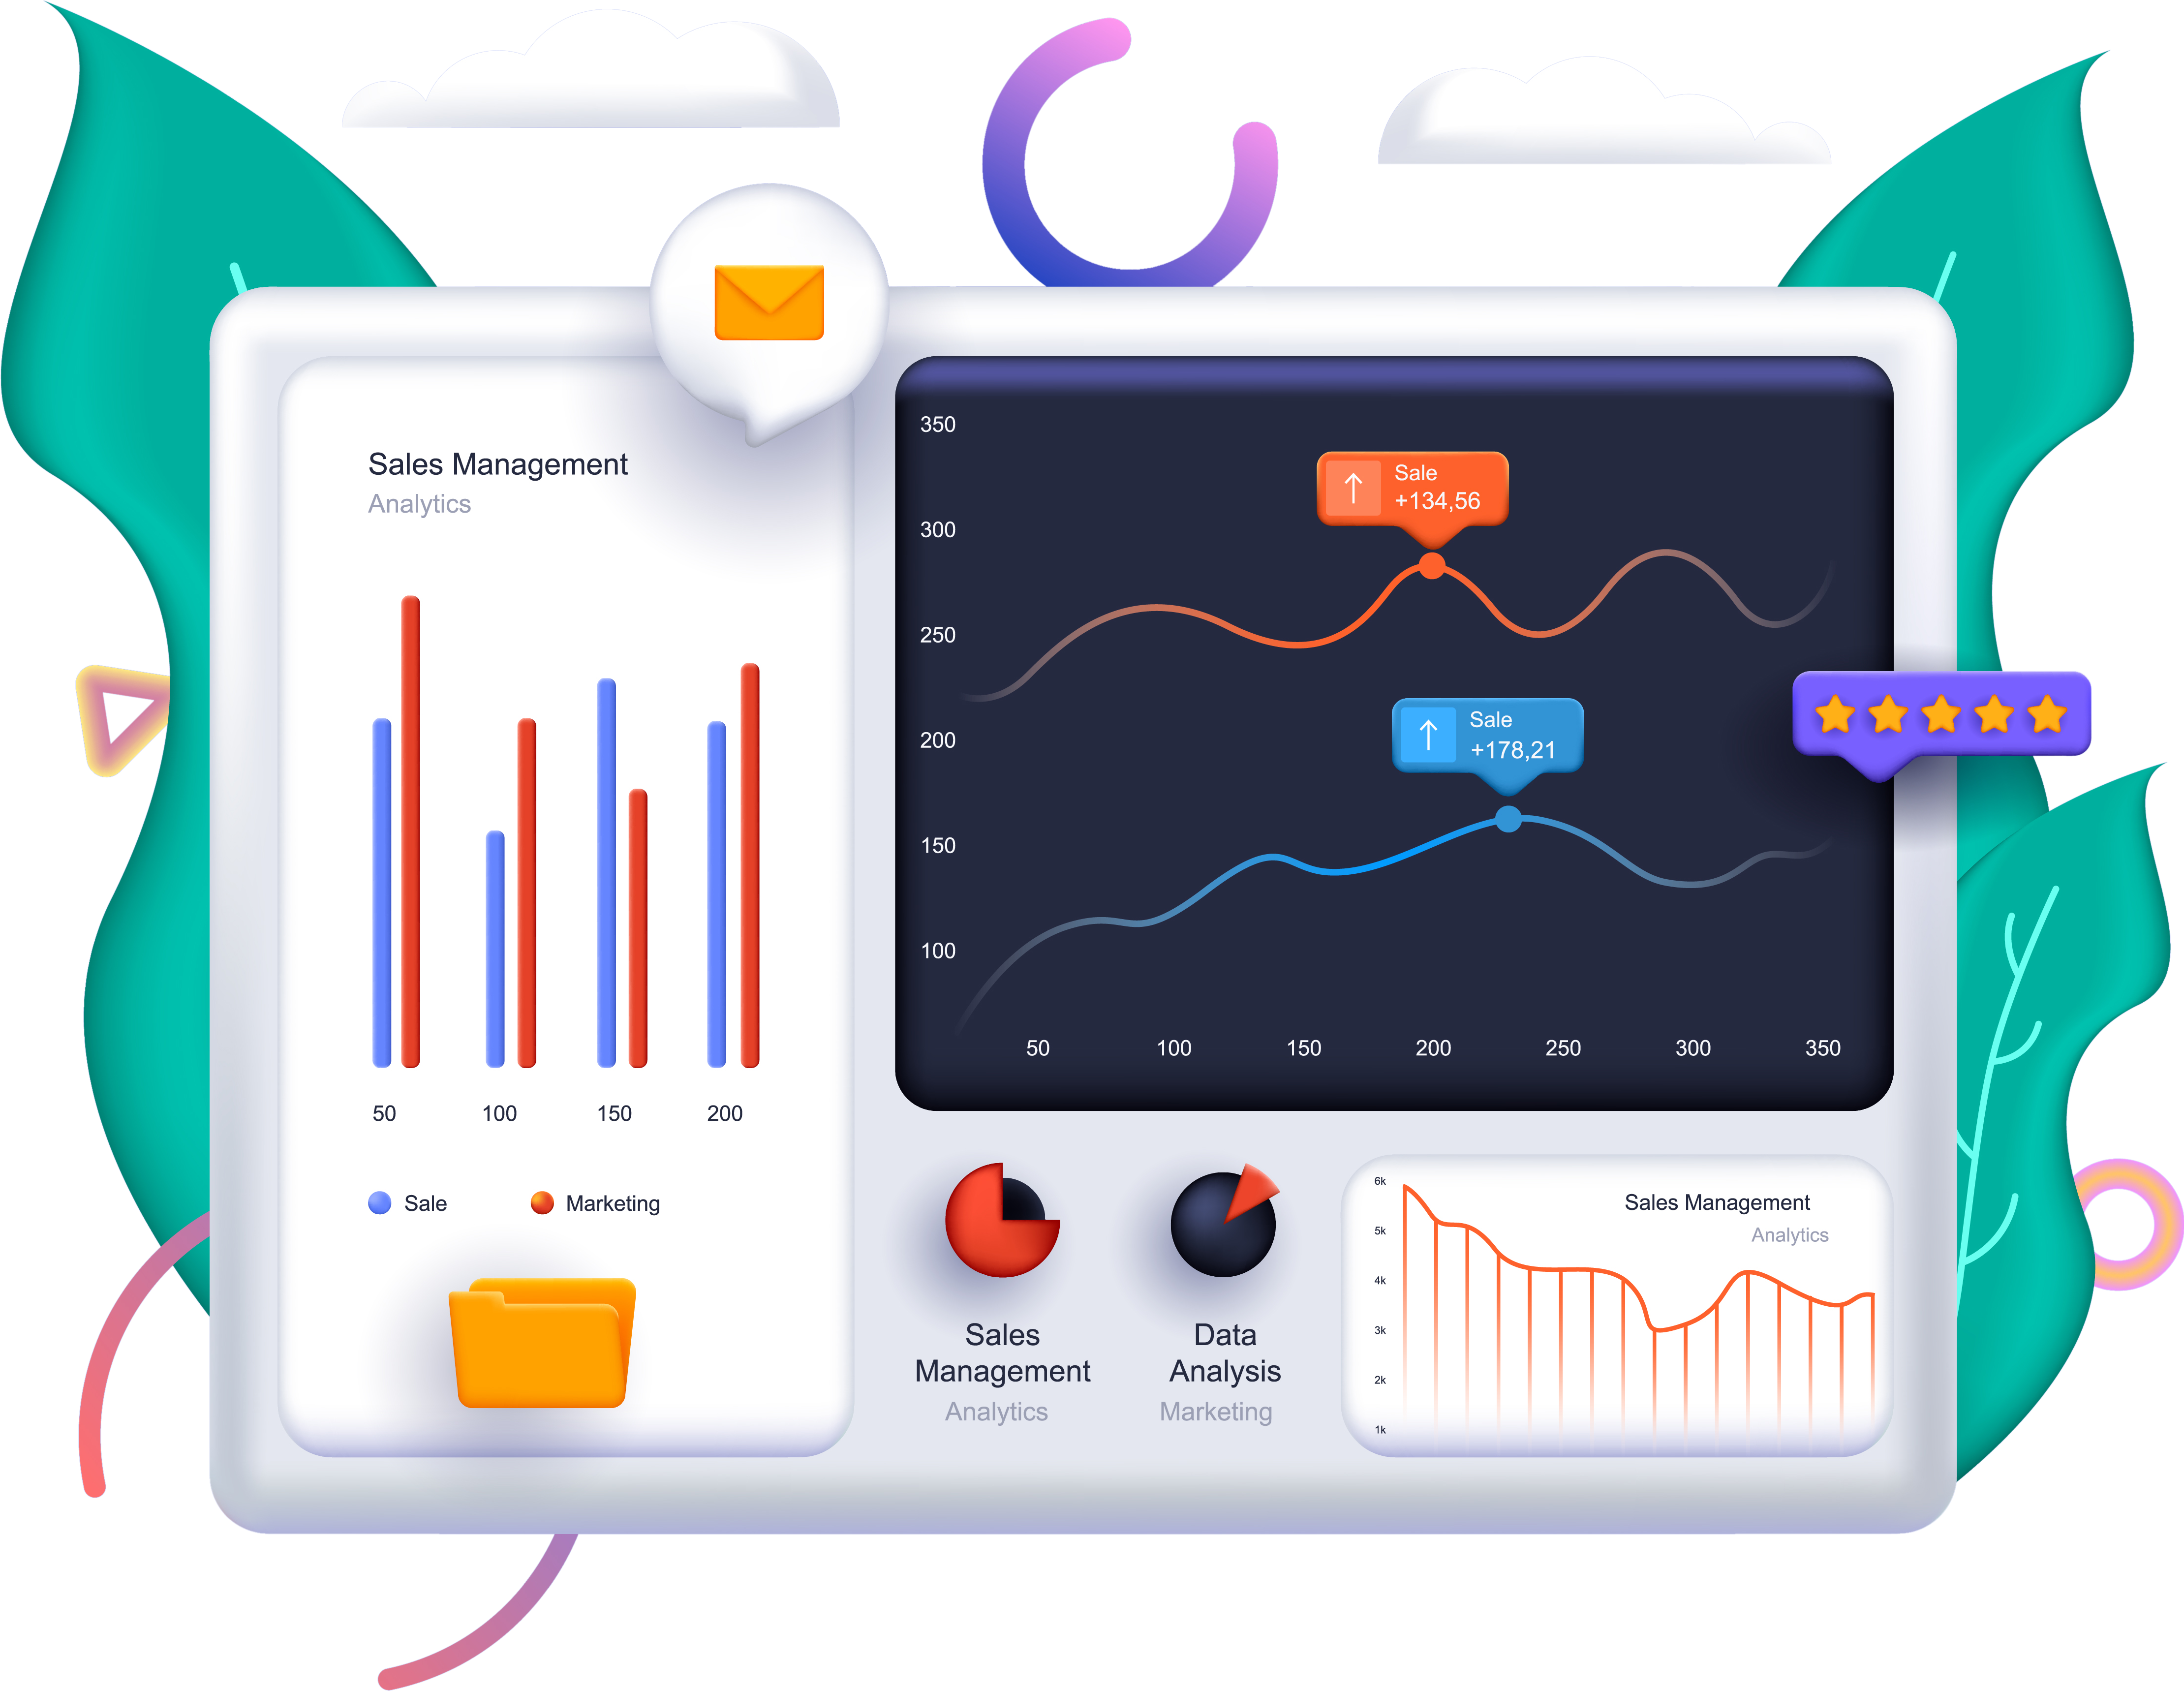 Sales Management
Analytics
50 100 150 200
Sale Marketing
350
300
250
200
150
100
Sale
+134,56
Sale
+178,21
50 100 150 200 250 300 350
Sales
Management
Analytics
Data
Analysis
Marketing
Sales Management
Analytics
6k
5k
4k
3k
2k
1k